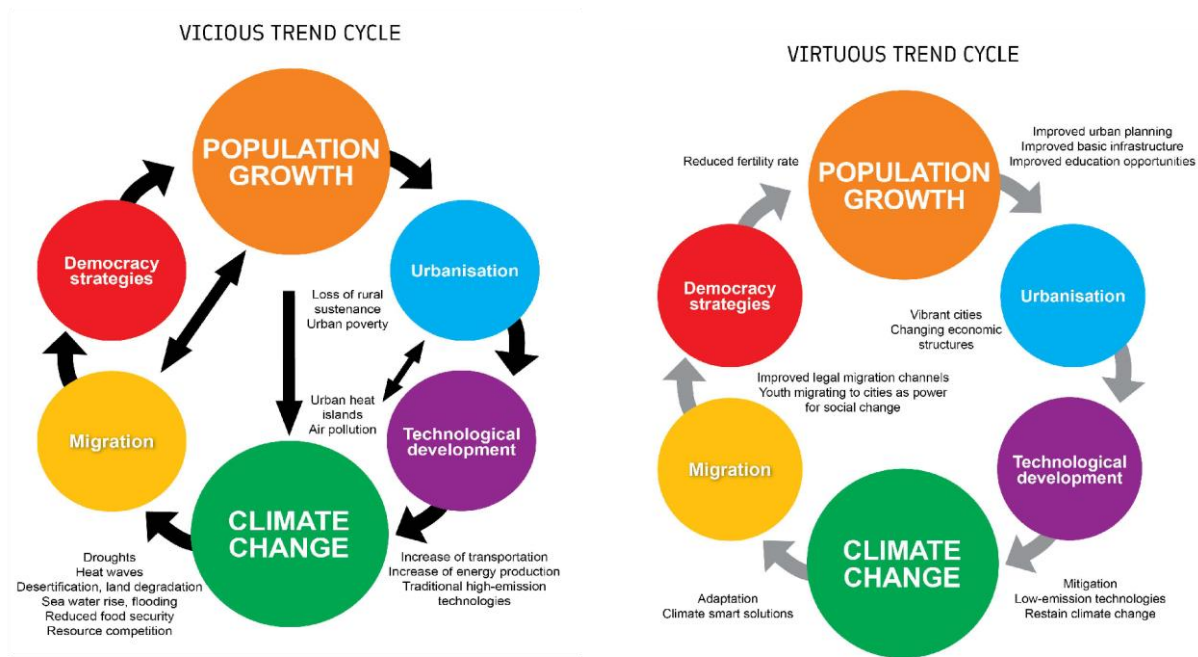 VICIOUS TREND CYCLE
POPULATION
GROWTH
Democracy
strategies
Urbanisation
Loss of rural
sustenance
Urban poverty
Urban heat
islands
Air pollution
Migration
Technological
development
CLIMATE
CHANGE
Droughts
Heat waves
Desertification, land degradation
Sea water rise, flooding
Reduced food security
Resource competition
Increase of transportation
Increase of energy production
Traditional high-emission
technologies
VIRTUOUS TREND CYCLE
Reduced fertility rate
POPULATION
GROWTH
Improved urban planning
Improved basic infrastructure
Improved education opportunities
Democracy
strategies
Urbanisation
Vibrant cities
Changing economic
structures
Improved legal migration channels
Youth migrating to cities as power
for social change
Migration
Technological
development
CLIMATE
CHANGE
Adaptation
Climate smart solutions
Mitigation
Low-emission technologies
Restain climate change